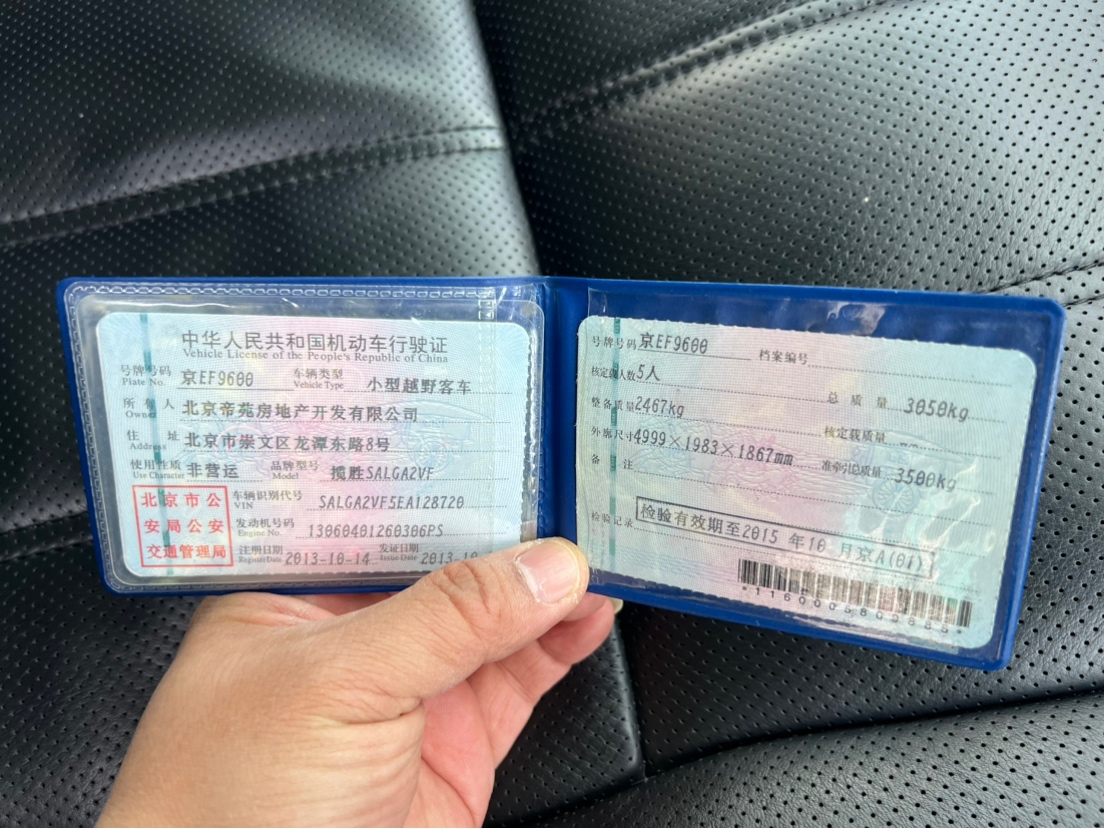 中华人民共和国机动车行驶证
Vehicle License of the People's Republic of China
号牌号码 京EF9600 车辆类型 小型越野客车
Plate No. Vehicle Type
所有人 北京帝苑房地产开发有限公司
Owner
住址 北京市崇文区龙潭东路8号
Address
使用性质 非营运 品牌型号 揽胜SALGA2VF
Use Character Model
车辆识别代号 SALGA2VF5EA128720
VIN
发动机号码 13060401260306PS
Engine No.
注册日期 2013-10-14 发证日期 2013-10
Register Date Issue Date
北京市公
安局公安
交通管理局
号牌号码 京EF9600 档案编号
核定载人数 5人 总质量 3050kg
整备质量 2467kg 核定载质量 --
外廓尺寸 4999×1983×1867mm 准牵引总质量 3500kg
备注
检验记录 检验有效期至2015年10月京A(01)